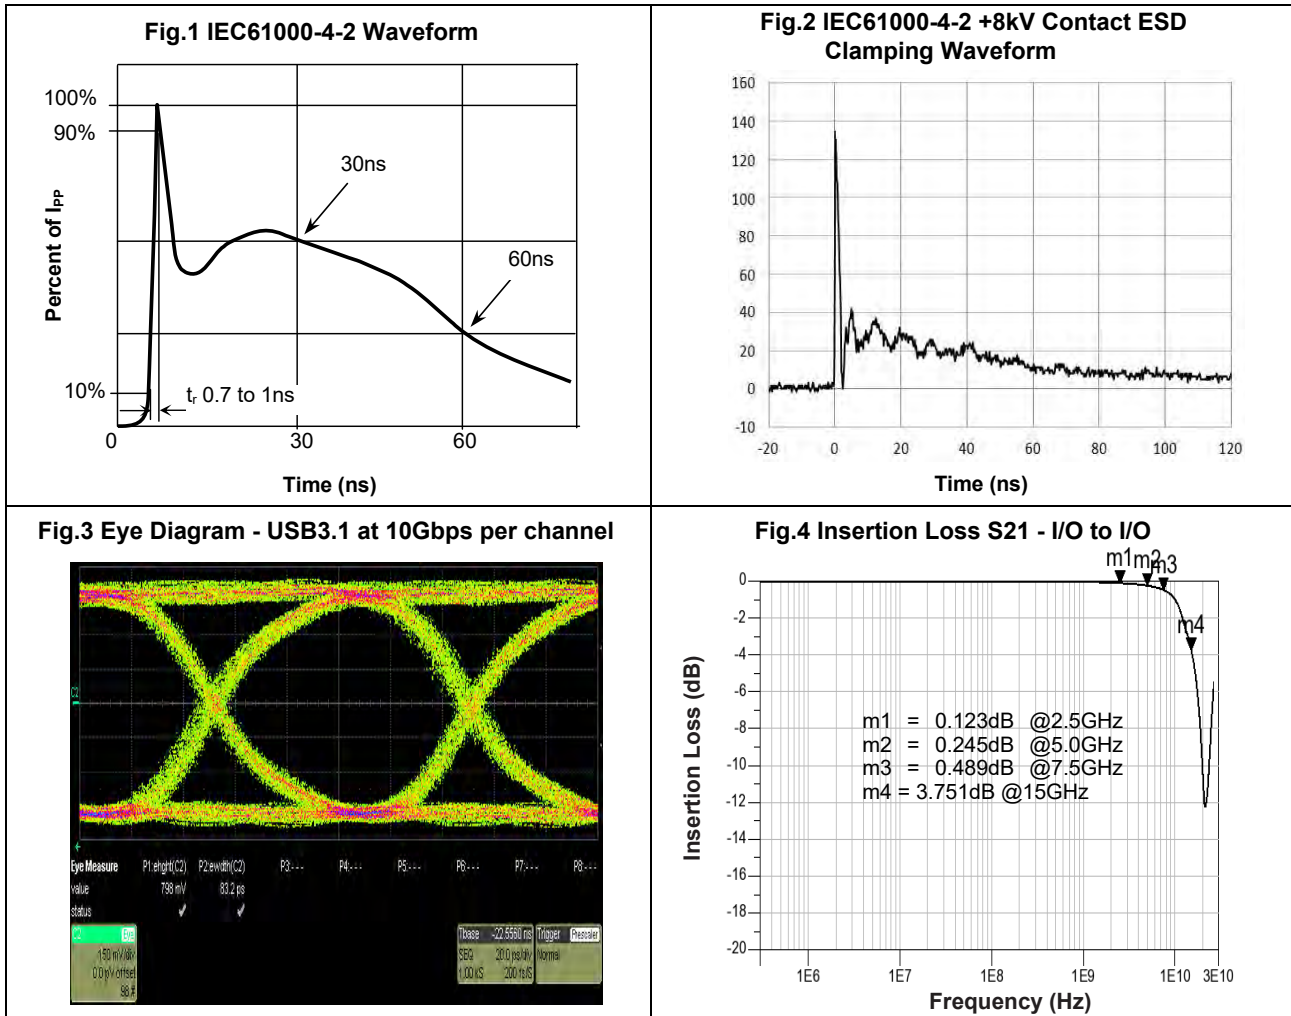 Fig.1 IEC61000-4-2 Waveform
100%
90%
10%
Percent of IPP
30ns
60ns
tr 0.7 to 1ns
0
30
60
Time (ns)
Fig.2 IEC61000-4-2 +8kV Contact ESD
Clamping Waveform
160
140
120
100
80
60
40
20
0
-10
-20
0
20
40
60
80
100
120
Time (ns)
Fig.3 Eye Diagram - USB3.1 at 10Gbps per channel
Eye Measure P1:ehght(C2) P2:ewdth(C2) P3:--- P4:--- P5:--- P6:--- P7:--- P8:---
value 798 mV 83.2 ps
status
C2 Eye
150 mV/div
0.0 mV offset
98 #
Tbase -22.5560 ns
SEQ 20.0 ps/div
1.00 kS 200 fs/S
Trigger Prescaler
Normal
Fig.4 Insertion Loss S21 - I/O to I/O
m1 m2 m3
m4
0
-2
-4
-6
-8
-10
-12
-14
-16
-18
-20
Insertion Loss (dB)
m1 = 0.123dB @2.5GHz
m2 = 0.245dB @5.0GHz
m3 = 0.489dB @7.5GHz
m4 = 3.751dB @15GHz
1E6
1E7
1E8
1E9
1E10
3E10
Frequency (Hz)